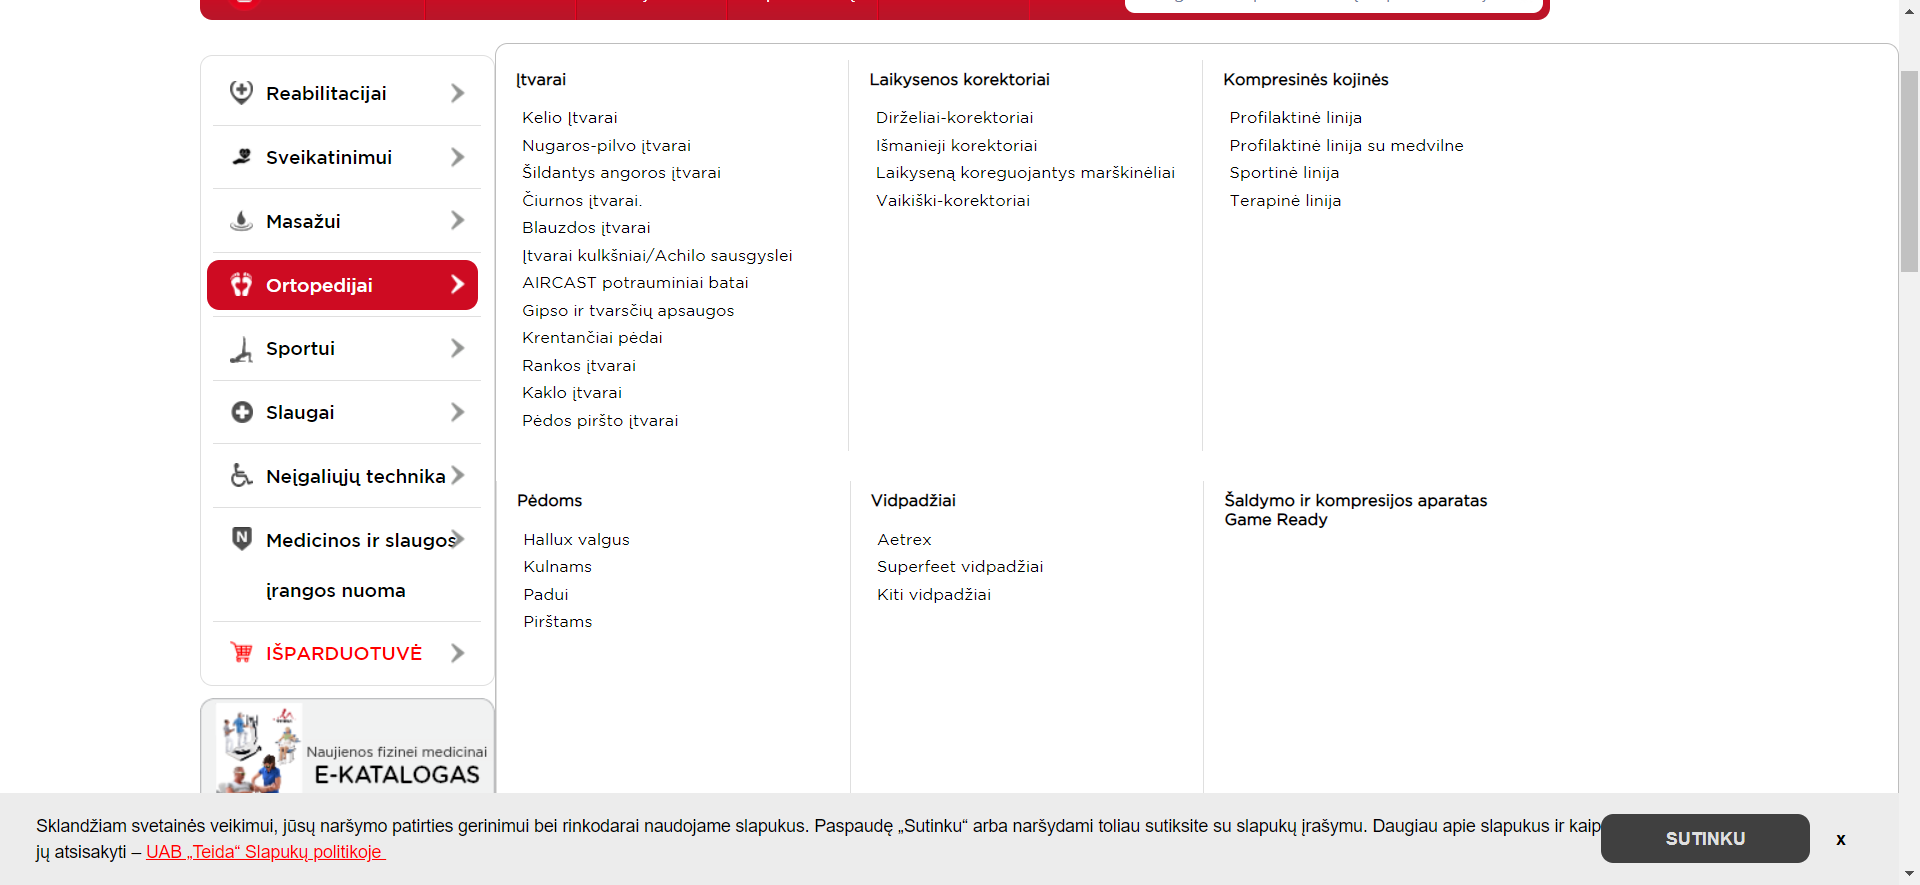 Reabilitacijai
Sveikatinimui
Masažui
Ortopedijai
Sportui
Slaugai
Neįgaliųjų technika
Medicinos ir slaugos
įrangos nuoma
IŠPARDUOTUVĖ
Naujienos fizinei medicinai
E-KATALOGAS
Įtvarai
Kelio Įtvarai
Nugaros-pilvo įtvarai
Šildantys angoros įtvarai
Čiurnos įtvarai.
Blauzdos įtvarai
Įtvarai kulkšniai/Achilo sausgyslei
AIRCAST potrauminiai batai
Gipso ir tvarsčių apsaugos
Krentančiai pėdai
Rankos įtvarai
Kaklo įtvarai
Pėdos piršto įtvarai
Laikysenos korektoriai
Dirželiai-korektoriai
Išmanieji korektoriai
Laikyseną koreguojantys marškinėliai
Vaikiški-korektoriai
Kompresinės kojinės
Profilaktinė linija
Profilaktinė linija su medvilne
Sportinė linija
Terapinė linija
Pėdoms
Hallux valgus
Kulnams
Padui
Pirštams
Vidpadžiai
Aetrex
Superfeet vidpadžiai
Kiti vidpadžiai
Šaldymo ir kompresijos aparatas
Game Ready
Sklandžiam svetainės veikimui, jūsų naršymo patirties gerinimui bei rinkodarai naudojame slapukus. Paspaudę „Sutinku“ arba naršydami toliau sutiksite su slapukų įrašymu. Daugiau apie slapukus ir kaip
jų atsisakyti – UAB „Teida“ Slapukų politikoje
SUTINKU
x